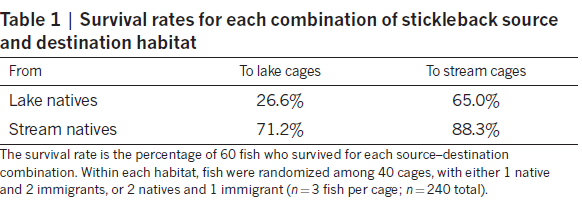 Table 1 | Survival rates for each combination of stickleback source
and destination habitat
From To lake cages To stream cages
Lake natives 26.6% 65.0%
Stream natives 71.2% 88.3%
The survival rate is the percentage of 60 fish who survived for each source–destination
combination. Within each habitat, fish were randomized among 40 cages, with either 1 native
and 2 immigrants, or 2 natives and 1 immigrant (n=3 fish per cage; n=240 total).